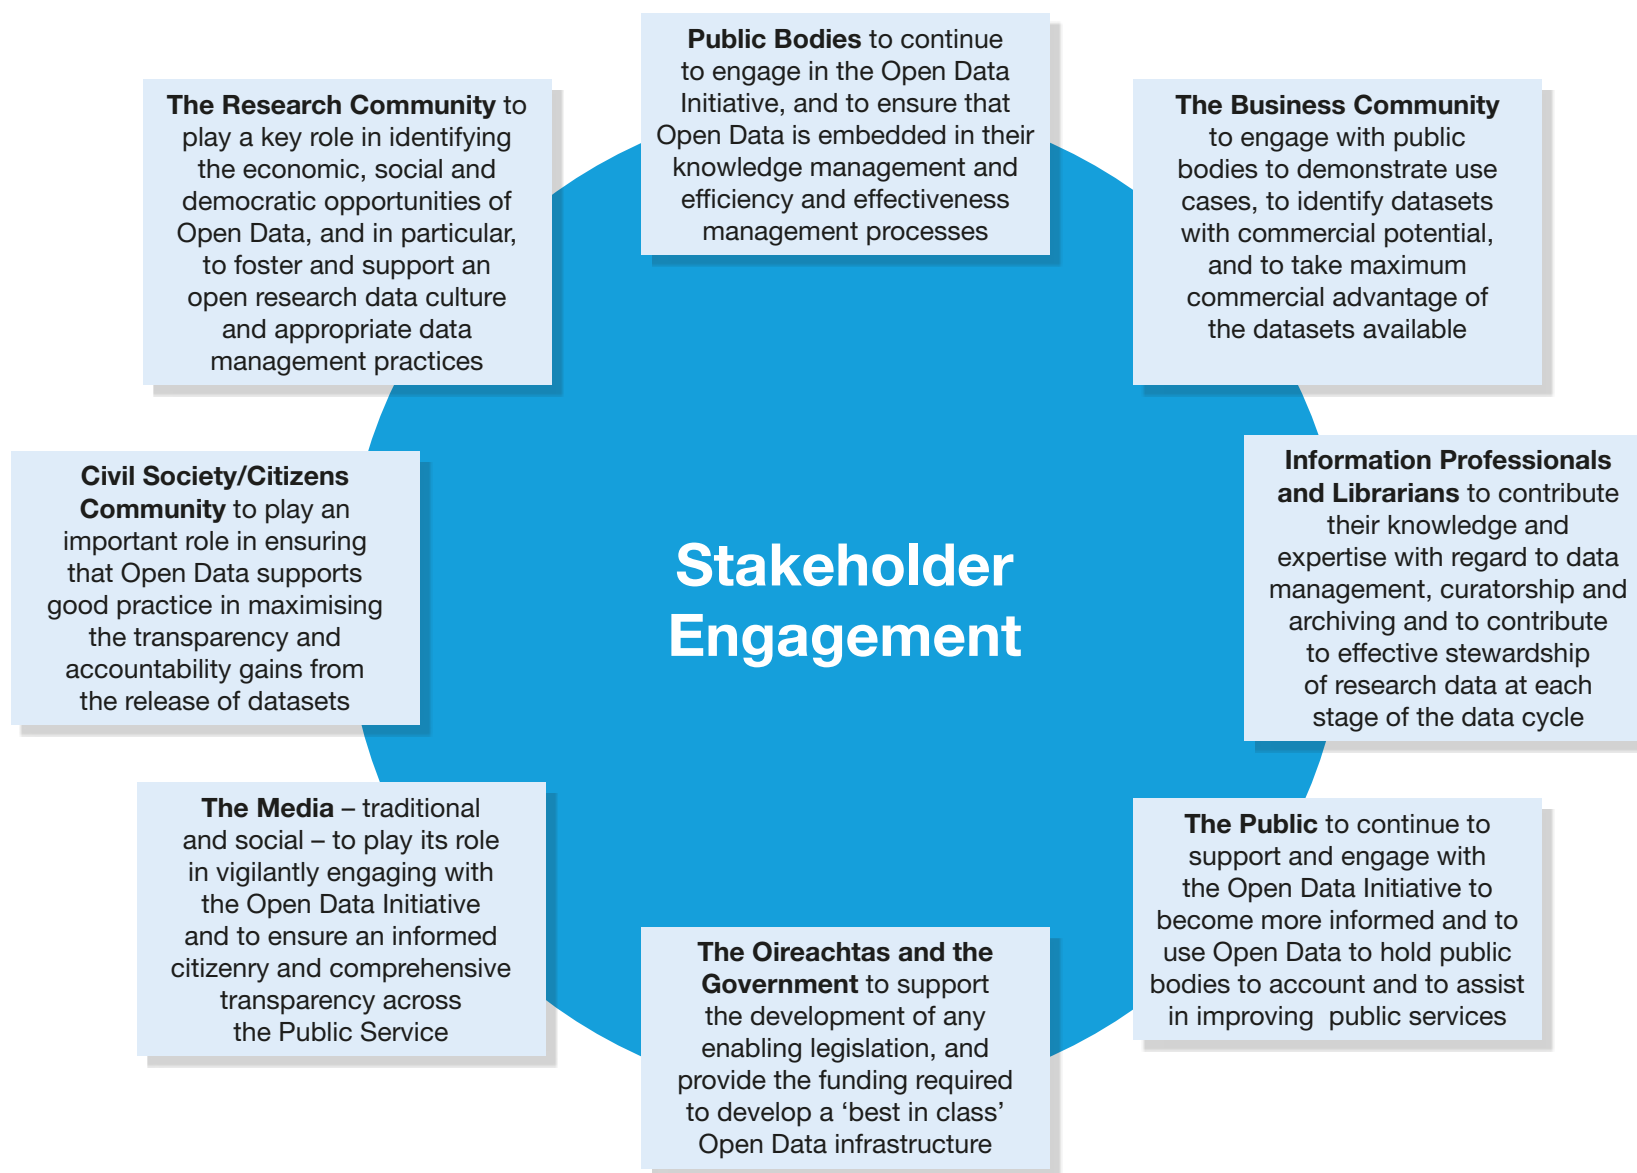 Public Bodies to continue
to engage in the Open Data
Initiative, and to ensure that
Open Data is embedded in their
knowledge management and
efficiency and effectiveness
management processes
The Research Community to
play a key role in identifying
the economic, social and
democratic opportunities of
Open Data, and in particular,
to foster and support an
open research data culture
and appropriate data
management practices
The Business Community
to engage with public
bodies to demonstrate use
cases, to identify datasets
with commercial potential,
and to take maximum
commercial advantage of
the datasets available
Civil Society/Citizens
Community to play an
important role in ensuring
that Open Data supports
good practice in maximising
the transparency and
accountability gains from
the release of datasets
Stakeholder
Engagement
Information Professionals
and Librarians to contribute
their knowledge and
expertise with regard to data
management, curatorship and
archiving and to contribute
to effective stewardship
of research data at each
stage of the data cycle
The Media – traditional
and social – to play its role
in vigilantly engaging with
the Open Data Initiative
and to ensure an informed
citizenry and comprehensive
transparency across
the Public Service
The Oireachtas and the
Government to support
the development of any
enabling legislation, and
provide the funding required
to develop a ‘best in class’
Open Data infrastructure
The Public to continue to
support and engage with
the Open Data Initiative to
become more informed and to
use Open Data to hold public
bodies to account and to assist
in improving  public services